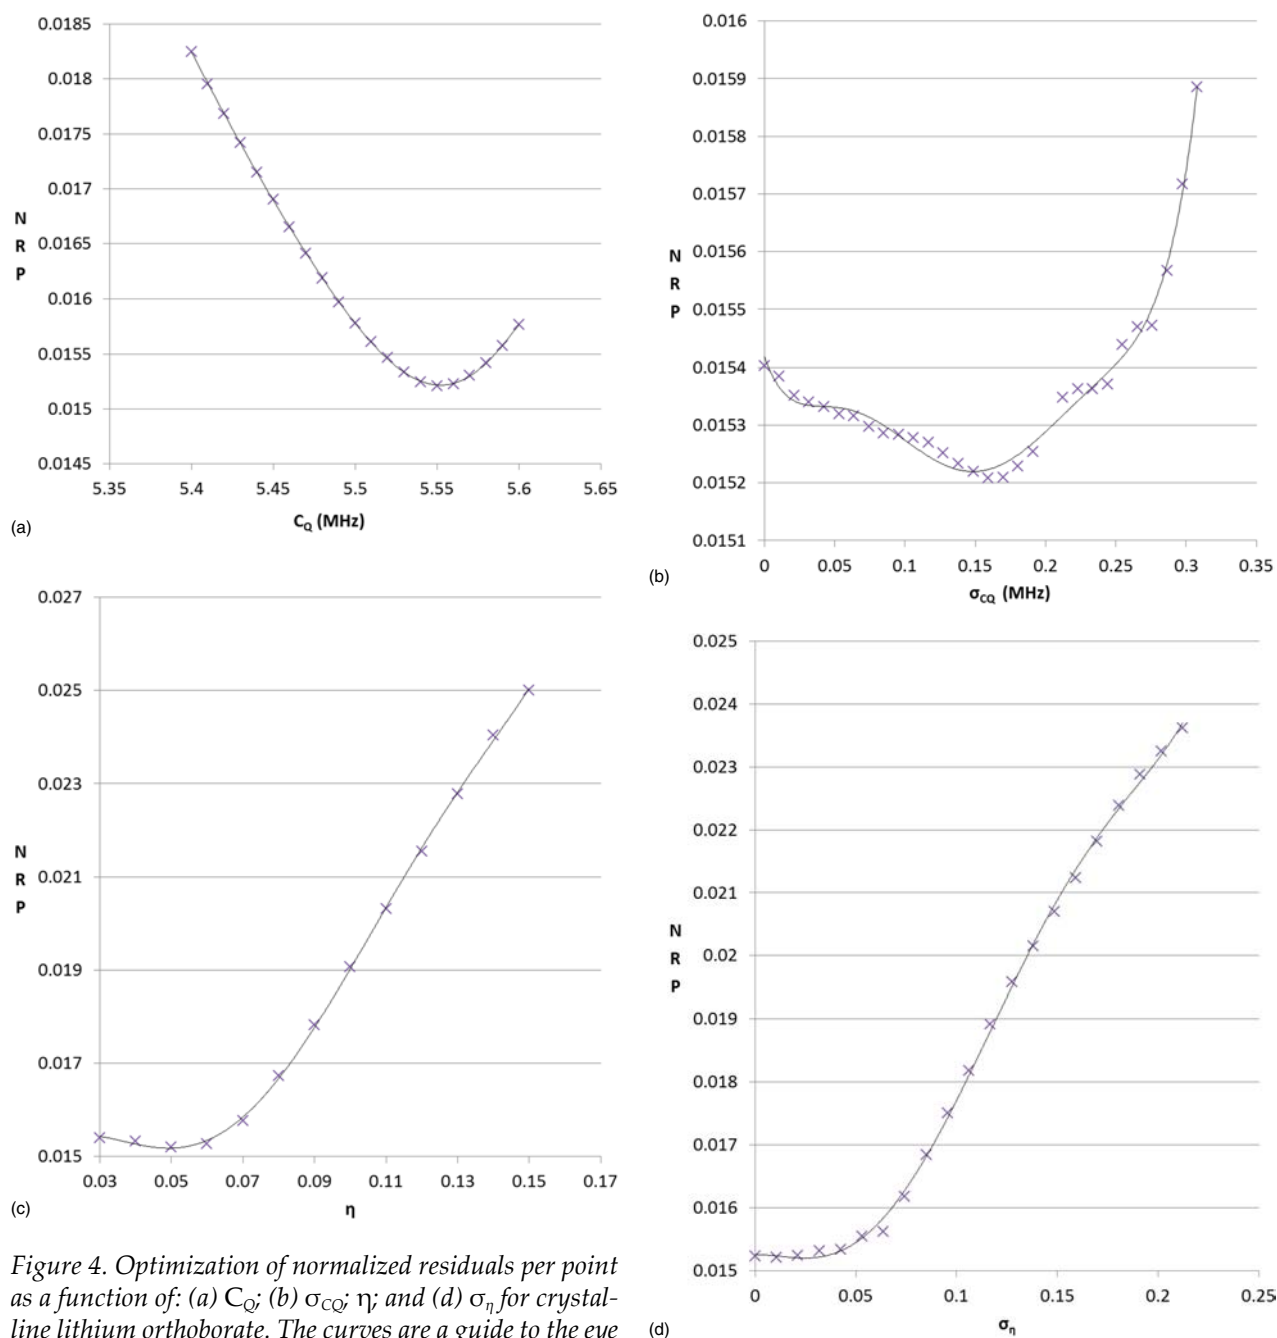 0.0185
0.018
0.0175
0.017
0.0165
0.016
0.0155
0.015
0.0145
N
R
P
5.35 5.4 5.45 5.5 5.55 5.6 5.65
C_Q (MHz)
(a)
0.016
0.0159
0.0158
0.0157
0.0156
0.0155
0.0154
0.0153
0.0152
0.0151
N
R
P
0 0.05 0.1 0.15 0.2 0.25 0.3 0.35
σ_CQ (MHz)
(b)
0.027
0.025
0.023
0.021
0.019
0.017
0.015
N
R
P
0.03 0.05 0.07 0.09 0.11 0.13 0.15 0.17
η
(c)
0.025
0.024
0.023
0.022
0.021
0.02
0.019
0.018
0.017
0.016
0.015
N
R
P
0 0.05 0.1 0.15 0.2 0.25
σ_η
(d)
Figure 4. Optimization of normalized residuals per point
as a function of: (a) C_Q; (b) σ_CQ; η; and (d) σ_η for crystal-
line lithium orthoborate. The curves are a guide to the eye